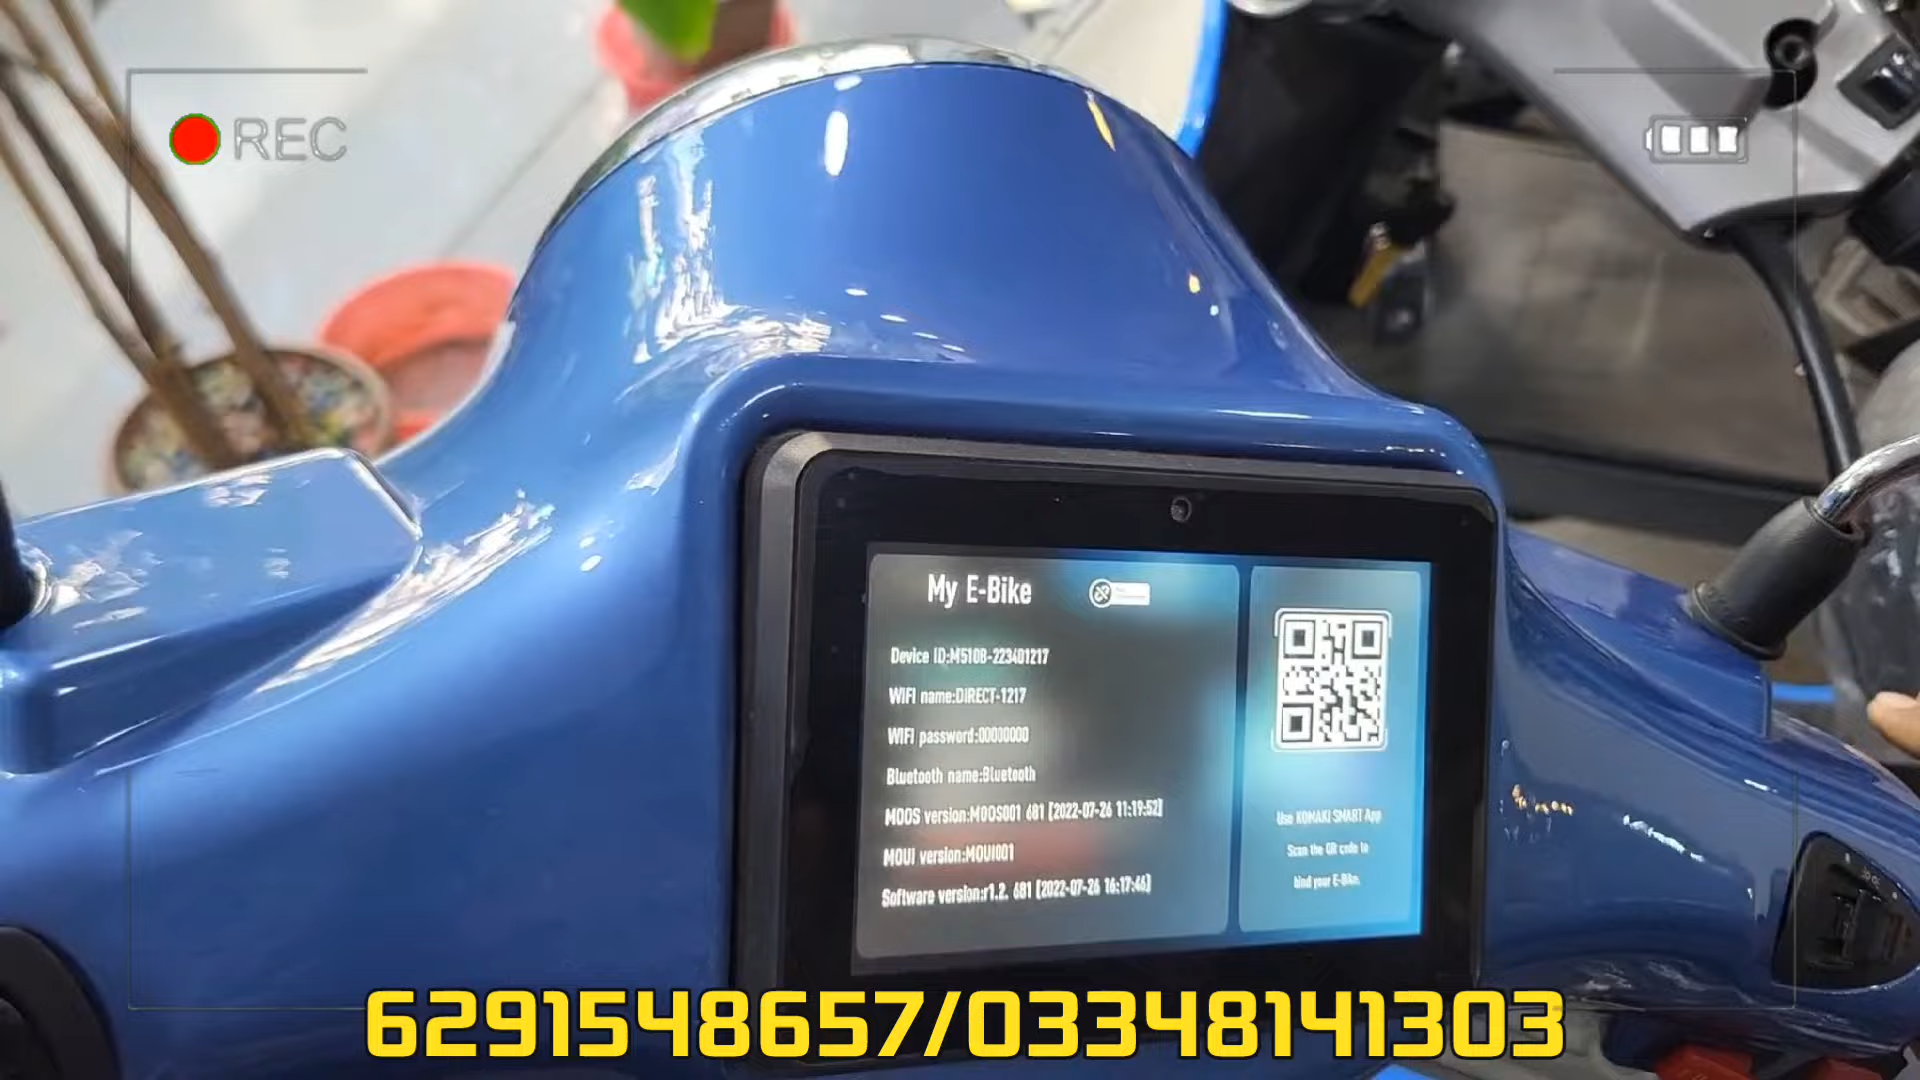 REC
My E-Bike
Device ID:M510B-223401217
WIFI name:DIRECT-1217
WIFI password:00000000
Bluetooth name:Bluetooth
MOOS version:MOOS001 681 [2022-07-26 11:19:52]
MOUI version:MOUI001
Software version:r1.2. 681 [2022-07-26 16:17:46]
Use KOMAKI SMART App
Scan the QR code to
bind your E-Bike.
6291548657/03348141303